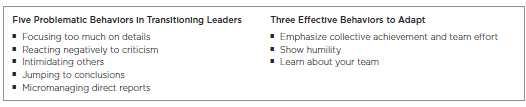 Five Problematic Behaviors in Transitioning Leaders
▪ Focusing too much on details
▪ Reacting negatively to criticism
▪ Intimidating others
▪ Jumping to conclusions
▪ Micromanaging direct reports
Three Effective Behaviors to Adapt
▪ Emphasize collective achievement and team effort
▪ Show humility
▪ Learn about your team